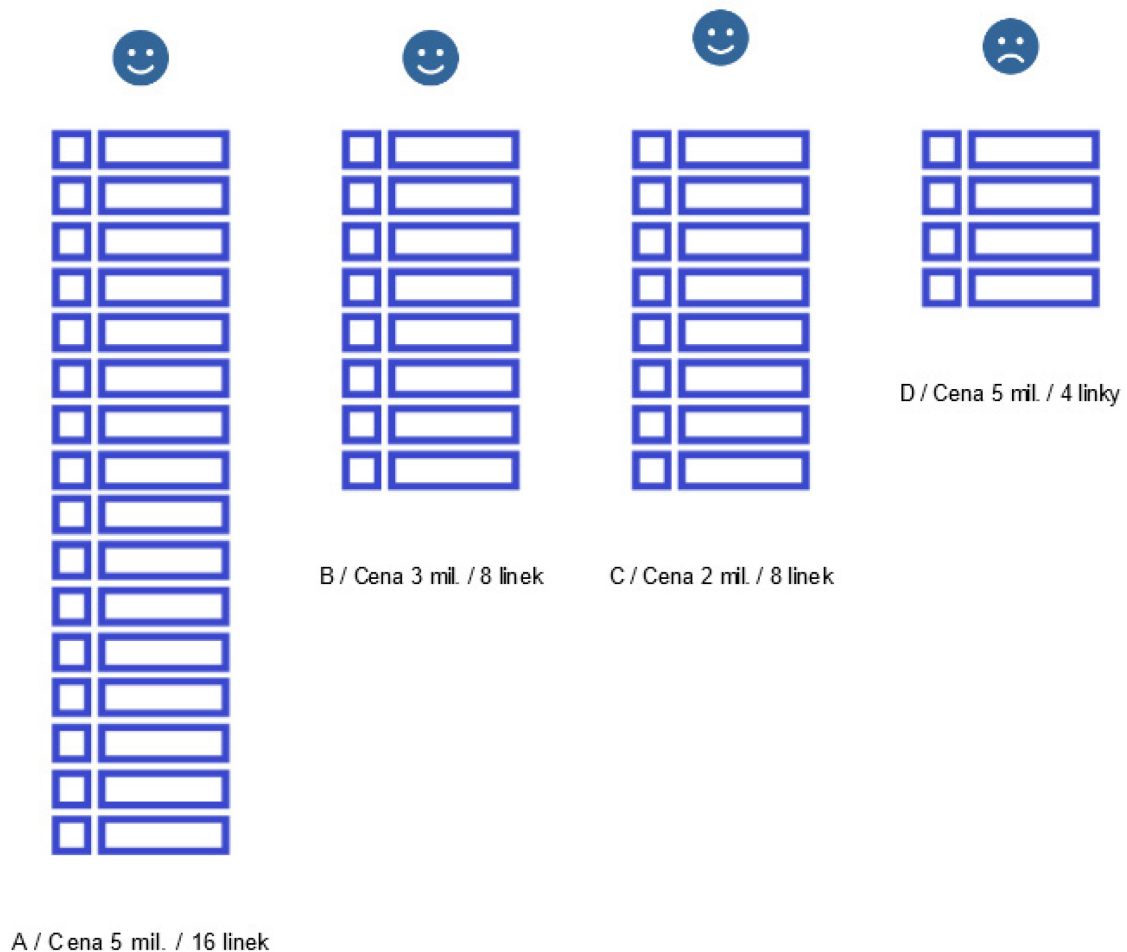 D / Cena 5 mil. / 4 linky
B / Cena 3 mil. / 8 linek
C / Cena 2 mil. / 8 linek
A / Cena 5 mil. / 16 linek